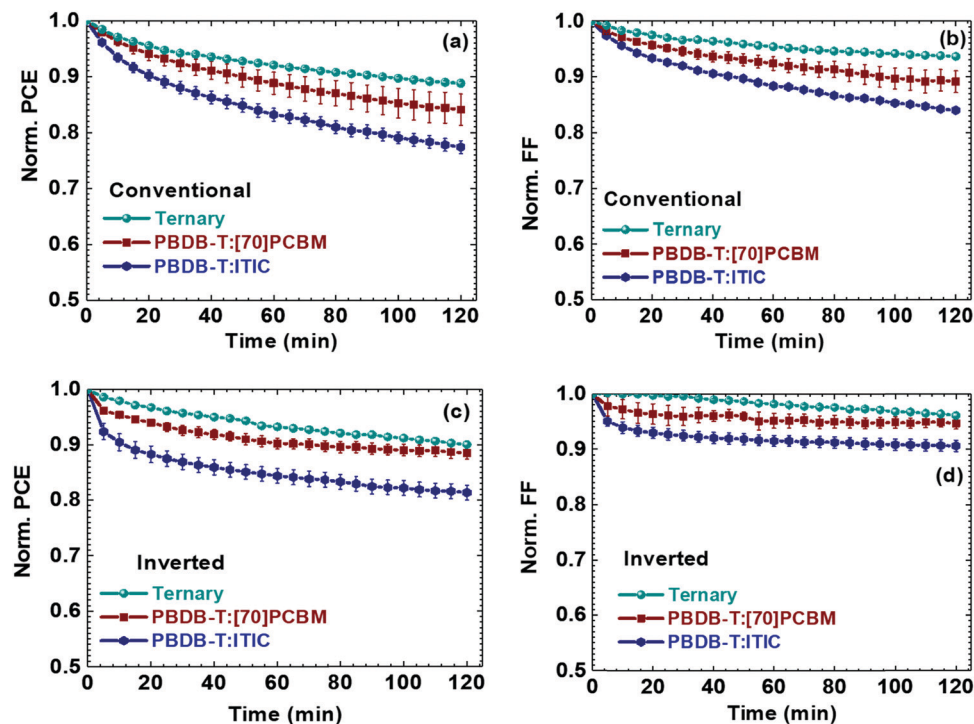 (a)
Norm. PCE
1.0
0.9
0.8
0.7
0.6
0.5
Conventional
Ternary
PBDB-T:[70]PCBM
PBDB-T:ITIC
0 20 40 60 80 100 120
Time (min)
(b)
Norm. FF
1.0
0.9
0.8
0.7
0.6
0.5
Conventional
Ternary
PBDB-T:[70]PCBM
PBDB-T:ITIC
0 20 40 60 80 100 120
Time (min)
(c)
Norm. PCE
1.0
0.9
0.8
0.7
0.6
0.5
Inverted
Ternary
PBDB-T:[70]PCBM
PBDB-T:ITIC
0 20 40 60 80 100 120
Time (min)
(d)
Norm. FF
1.0
0.9
0.8
0.7
0.6
0.5
Inverted
Ternary
PBDB-T:[70]PCBM
PBDB-T:ITIC
0 20 40 60 80 100 120
Time (min)